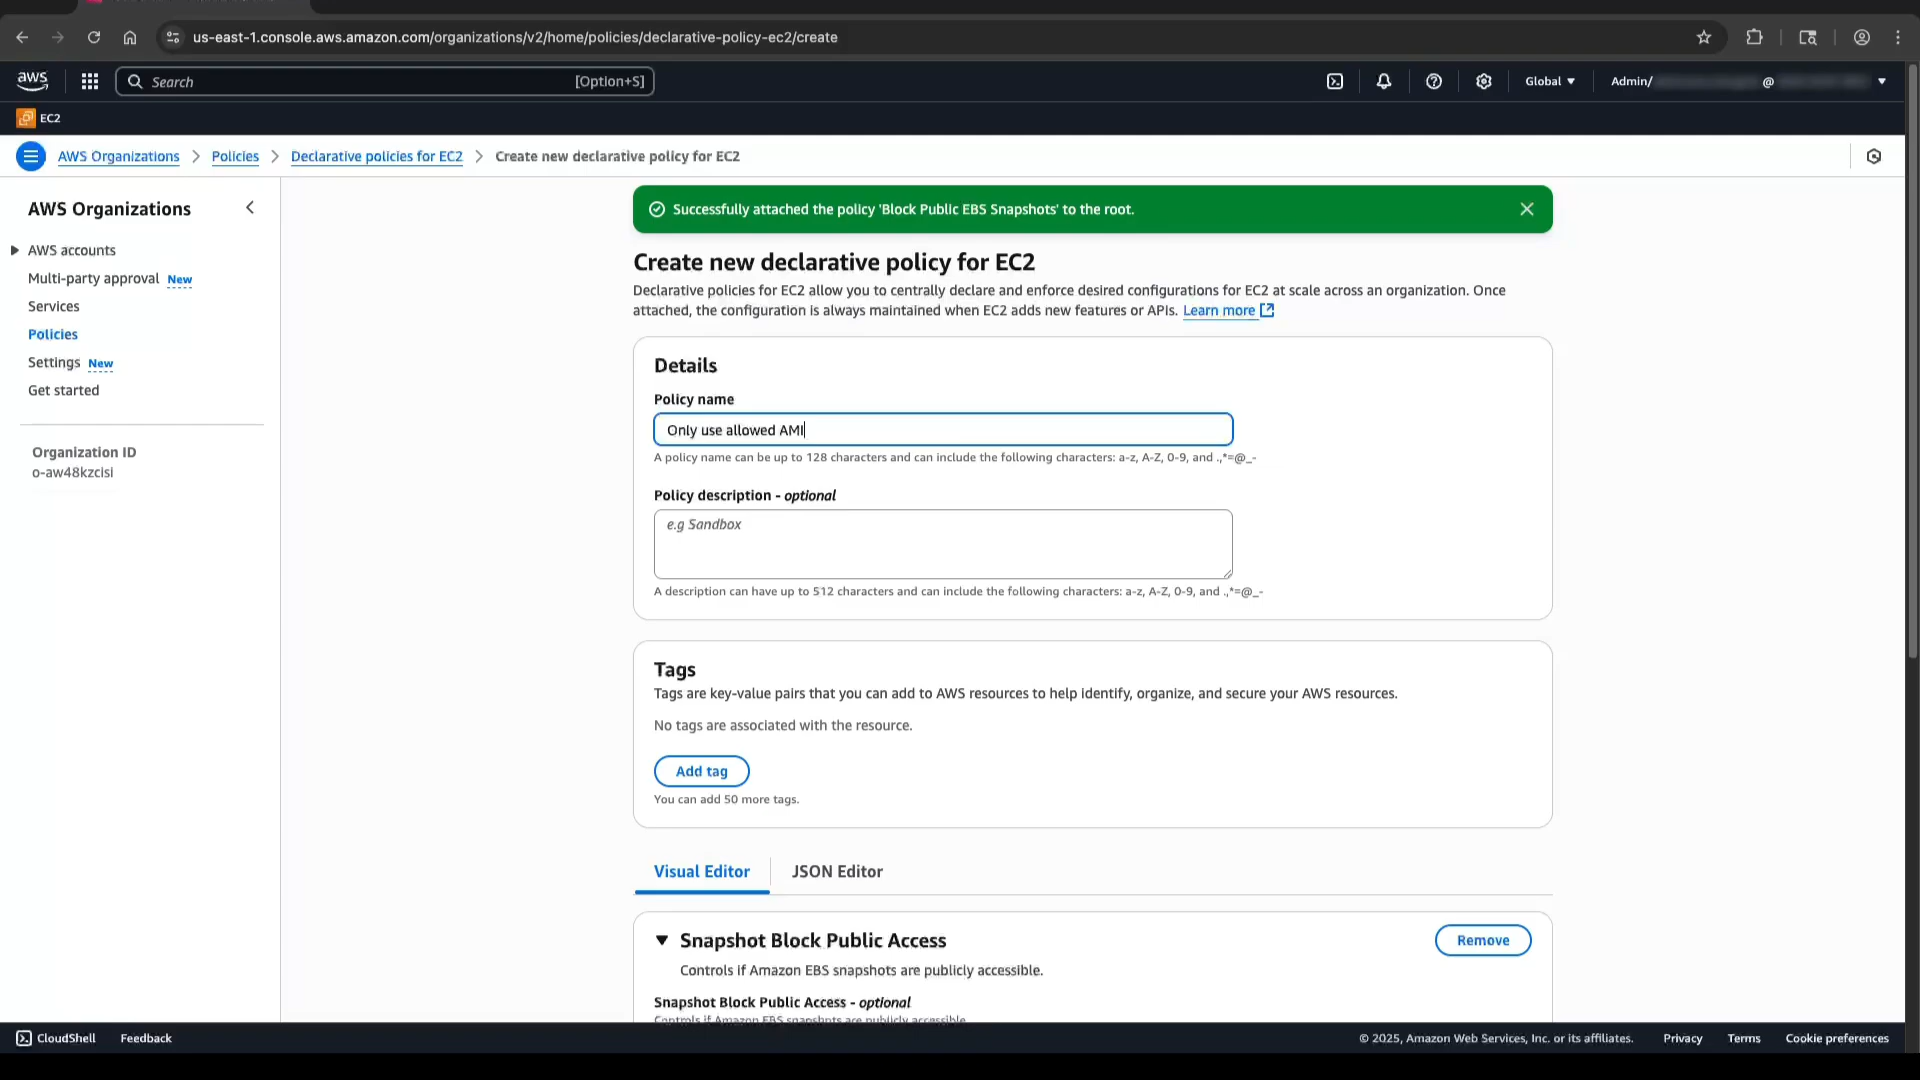 us-east-1.console.aws.amazon.com/organizations/v2/home/policies/declarative-policy-ec2/create
aws
Search
[Option+S]
Global
Admin/
@
EC2
AWS Organizations
Policies
Declarative policies for EC2
Create new declarative policy for EC2
AWS Organizations
AWS accounts
Multi-party approval New
Services
Policies
Settings New
Get started
Organization ID
o-aw48kzcisi
Successfully attached the policy 'Block Public EBS Snapshots' to the root.
Create new declarative policy for EC2
Declarative policies for EC2 allow you to centrally declare and enforce desired configurations for EC2 at scale across an organization. Once
attached, the configuration is always maintained when EC2 adds new features or APIs. Learn more
Details
Policy name
Only use allowed AMI
A policy name can be up to 128 characters and can include the following characters: a-z, A-Z, 0-9, and .,*=@_-
Policy description - optional
e.g Sandbox
A description can have up to 512 characters and can include the following characters: a-z, A-Z, 0-9, and .,*=@_-
Tags
Tags are key-value pairs that you can add to AWS resources to help identify, organize, and secure your AWS resources.
No tags are associated with the resource.
Add tag
You can add 50 more tags.
Visual Editor
JSON Editor
Snapshot Block Public Access
Remove
Controls if Amazon EBS snapshots are publicly accessible.
Snapshot Block Public Access - optional
Controls if Amazon EBS snapshots are publicly accessible
CloudShell
Feedback
© 2025, Amazon Web Services, Inc. or its affiliates.
Privacy
Terms
Cookie preferences